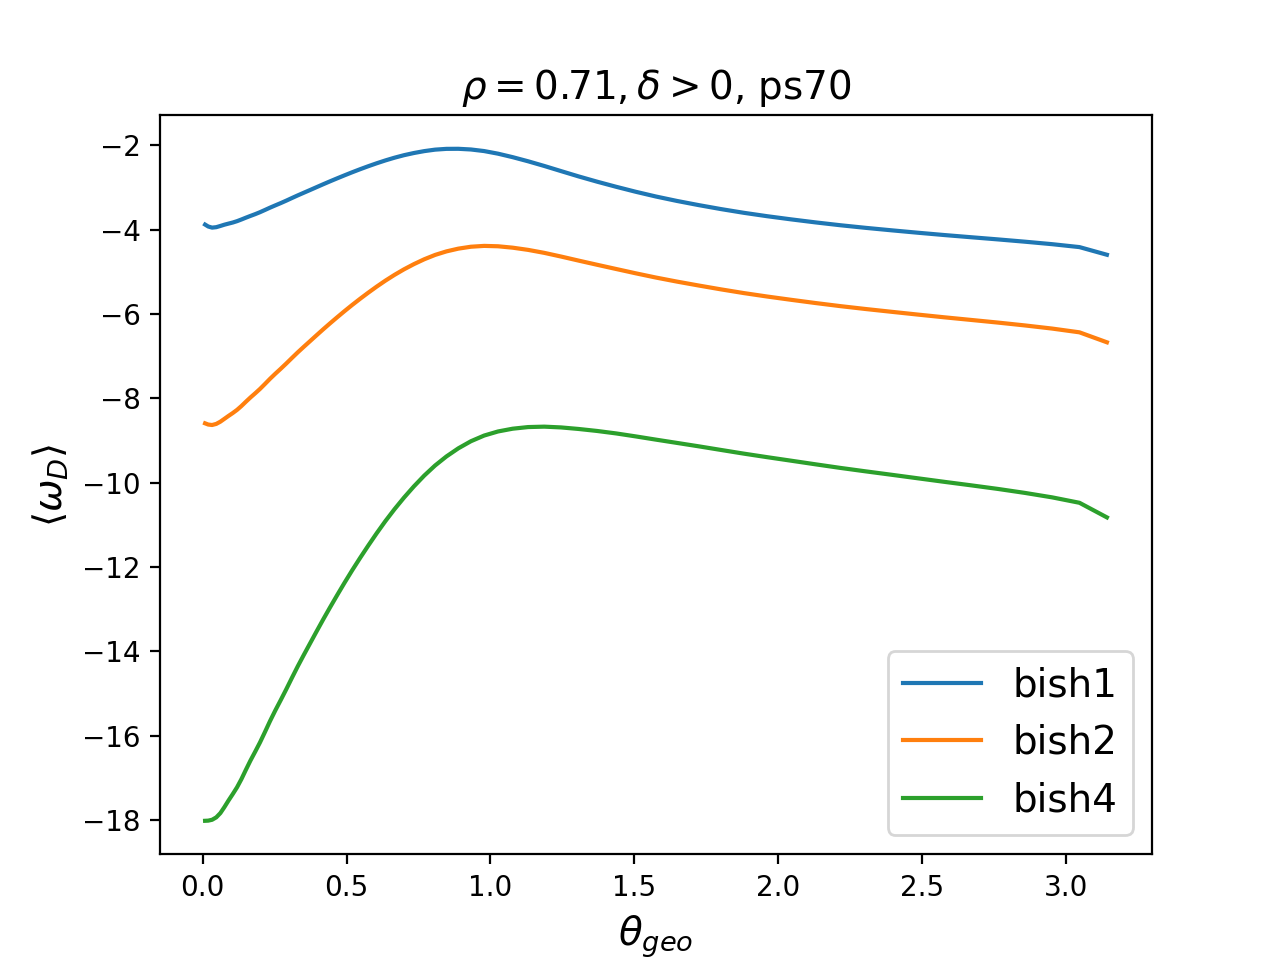 ρ = 0.71, δ > 0, ps70
−2
−4
−6
−8
−10
−12
−14
−16
−18
⟨ω_D⟩
0.0 0.5 1.0 1.5 2.0 2.5 3.0
θ_geo
bish1
bish2
bish4